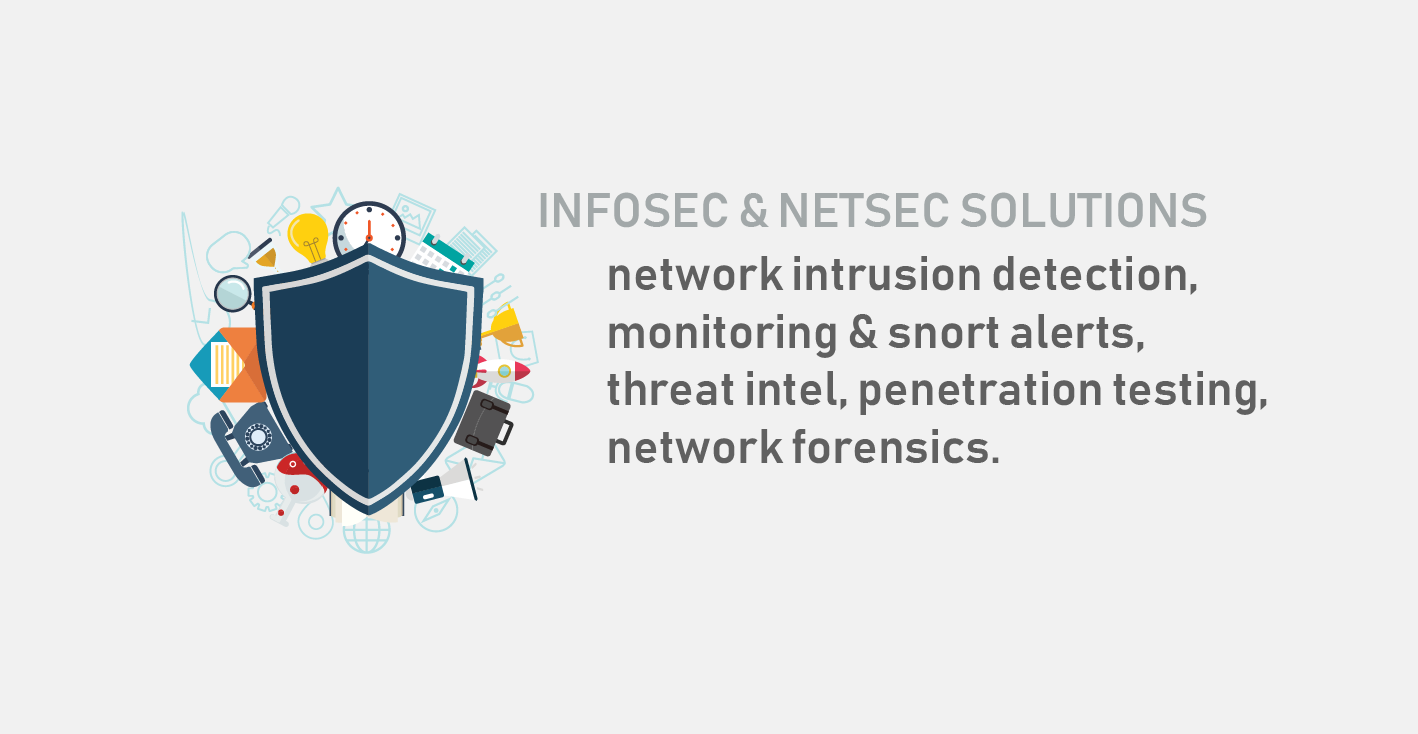 INFOSEC & NETSEC SOLUTIONS
network intrusion detection,
monitoring & snort alerts,
threat intel, penetration testing,
network forensics.